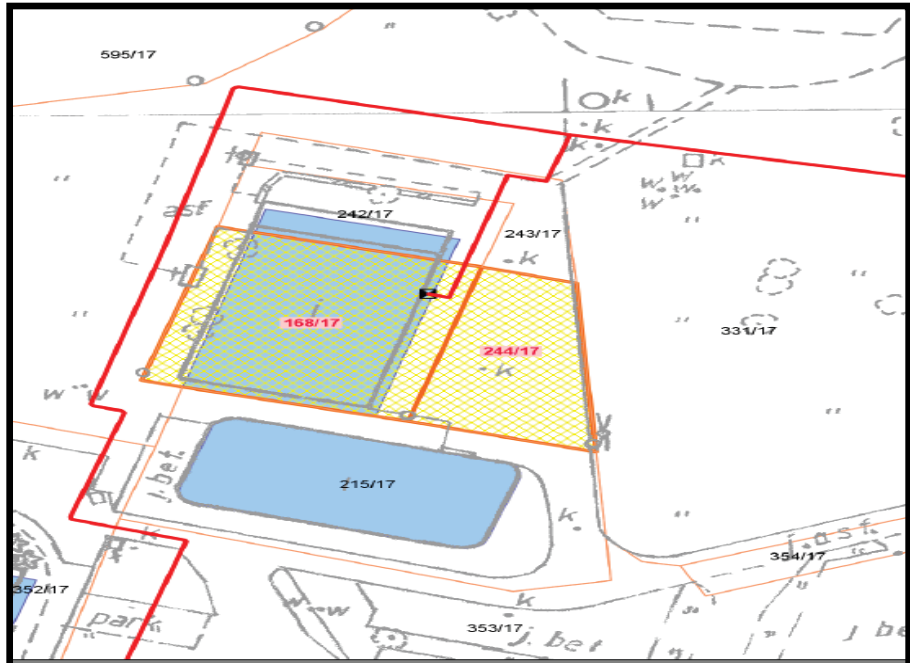 595/17
k
k
k
k
w w
w w
w
asf
242/17
243/17
k
i
168/17
331/17
244/17
k
w w
k
j.bet.
215/17
k
k
j.asf.
354/17
352/17
k
w w
park
353/17
j.bet
j be